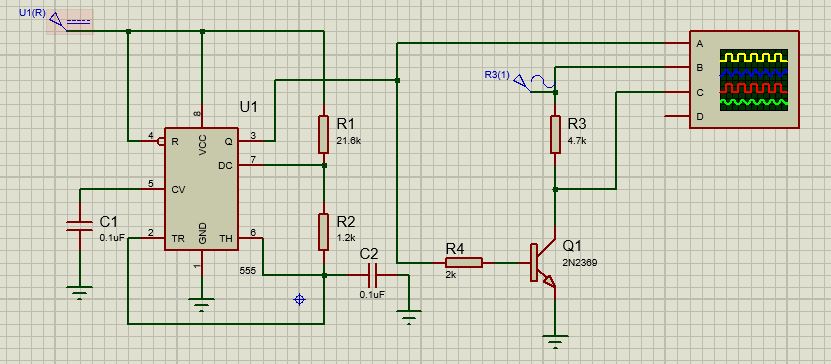 U1(R)
A
B
R3(1)
C
U1
D
8
R1
R3
4
R
VCC
Q
3
21.6k
4.7k
DC
7
5
CV
C1
R2
0.1uF
2
TR
GND
TH
6
1.2k
R4
Q1
C2
2N2369
1
555
2k
0.1uF